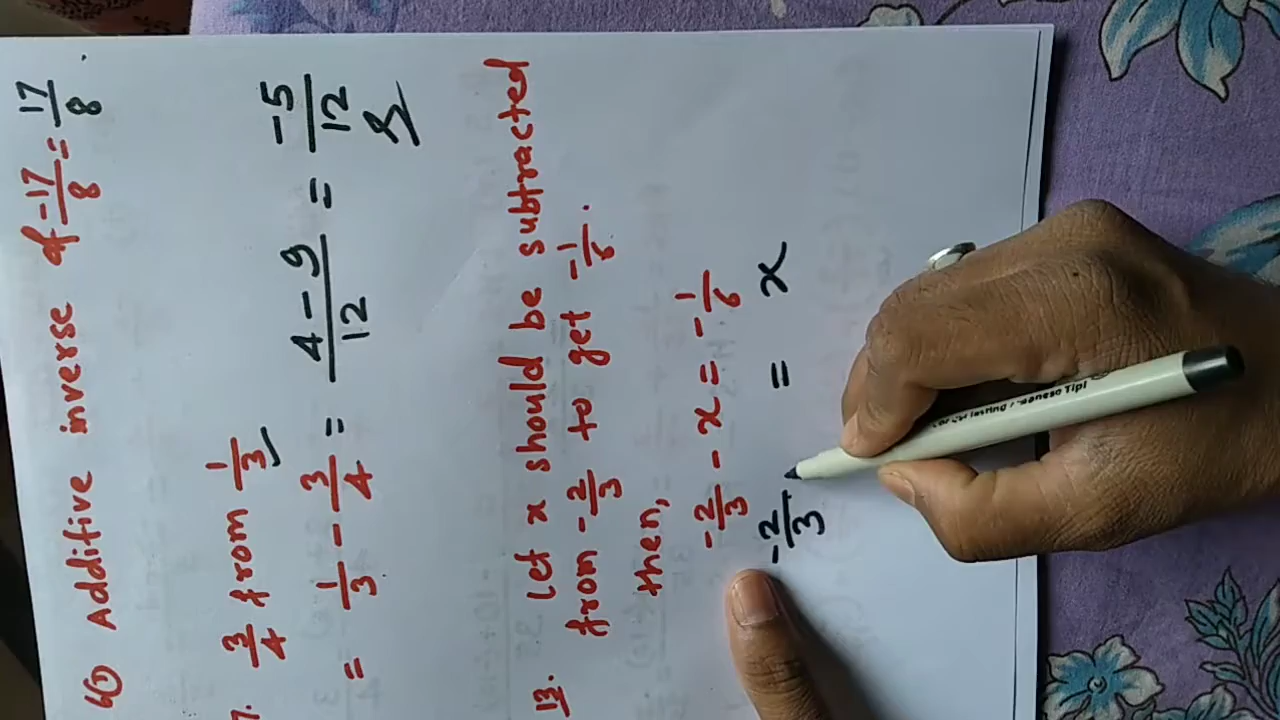 6) ① Additive inverse of -17/8 = 17/8.
7. 3/4 from 1/3
= 1/3 - 3/4 = 4-9/12 = -5/12
13. Let x should be subtracted
from -2/3 to get -1/6.
then,
-2/3 - x = -1/6
-2/3 = x